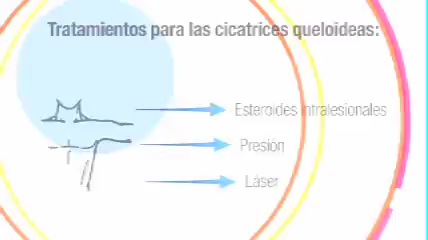 Tratamientos para las cicatrices queloideas:
Esteroides intralesionales
Presión
Láser